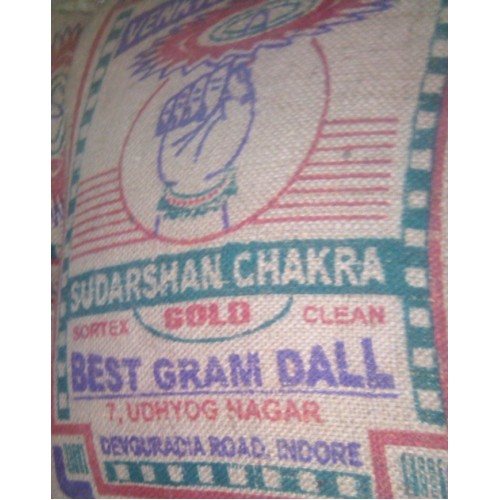 SUDARSHAN CHAKRA
SORTEX GOLD CLEAN
BEST GRAM DALL
7, UDHYOG NAGAR
DEVGURADIA ROAD, INDORE